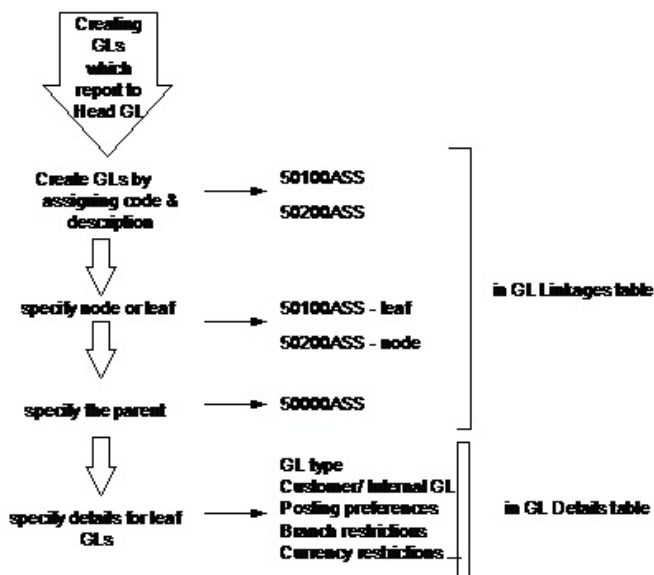 Creating
GLs
which
report to
Head GL
Create GLs by
assigning code &
description
50100ASS
50200ASS
specify node or leaf
50100ASS - leaf
50200ASS - node
in GL Linkages table
specify the parent
50000ASS
specify details for leaf
GLs
GL type
Customer/ Internal GL
Posting preferences
Branch restrictions
Currency restrictions
in GL Details table